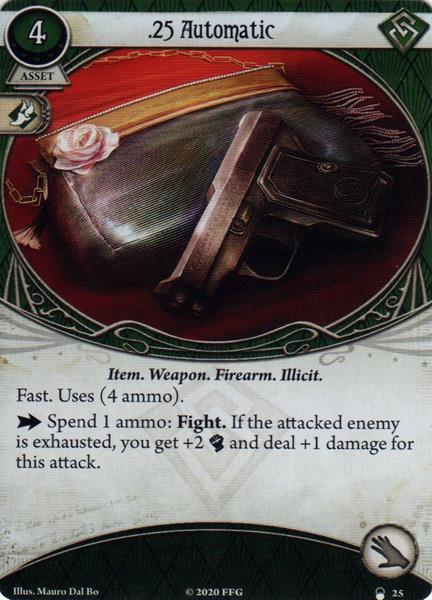 .25 Automatic
4
ASSET
Item. Weapon. Firearm. Illicit.
Fast. Uses (4 ammo).
Spend 1 ammo: Fight. If the attacked enemy
is exhausted, you get +2 and deal +1 damage for
this attack.
Illus. Mauro Dal Bo
© 2020 FFG
25